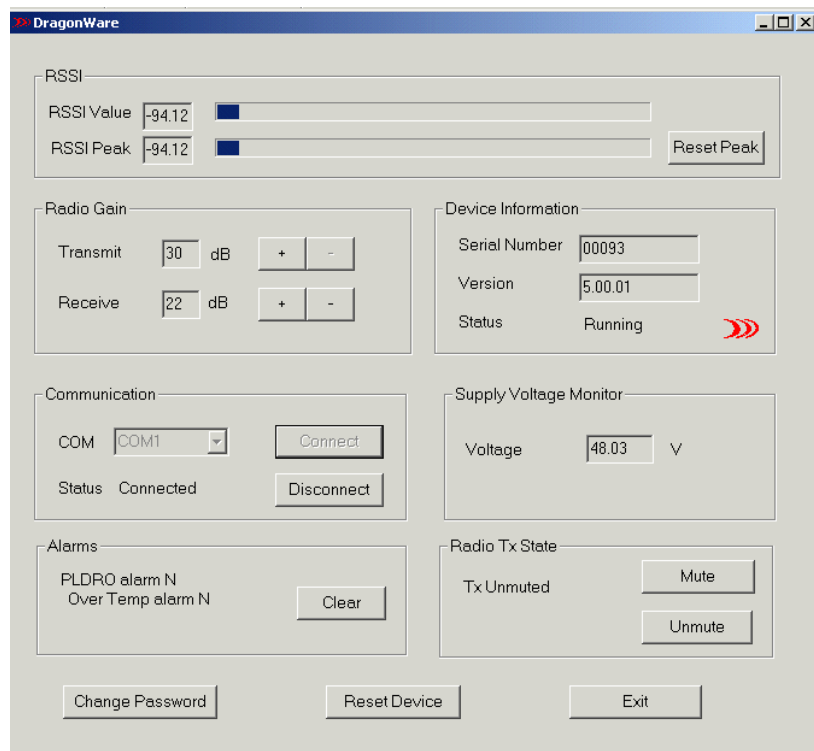 DragonWare
RSSI
RSSI Value -94.12
RSSI Peak -94.12 Reset Peak
Radio Gain
Transmit 30 dB + -
Receive 22 dB + -
Device Information
Serial Number 00093
Version 5.00.01
Status Running
Communication
COM COM1 Connect
Status Connected Disconnect
Supply Voltage Monitor
Voltage 48.03 V
Alarms
PLDRO alarm N
Over Temp alarm N
Clear
Radio Tx State
Tx Unmuted
Mute
Unmute
Change Password Reset Device Exit